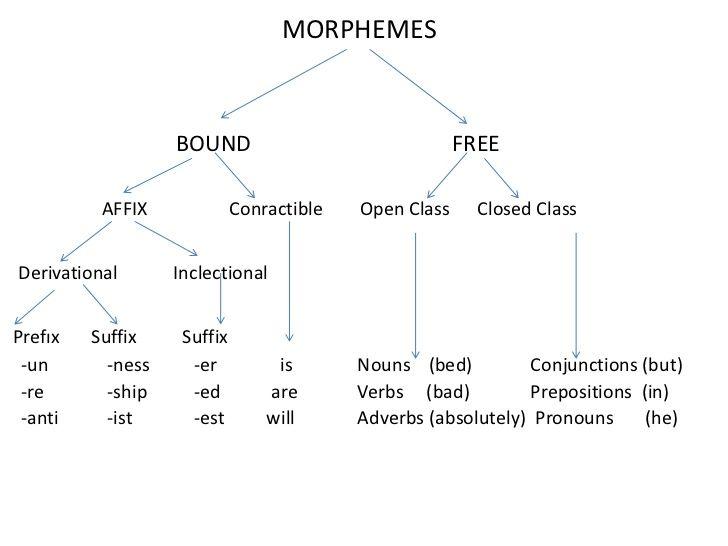 MORPHEMES
BOUND FREE
AFFIX Conractible Open Class Closed Class
Derivational Inclectional
Prefix Suffix Suffix
-un -ness -er is Nouns (bed) Conjunctions (but)
-re -ship -ed are Verbs (bad) Prepositions (in)
-anti -ist -est will Adverbs (absolutely) Pronouns (he)